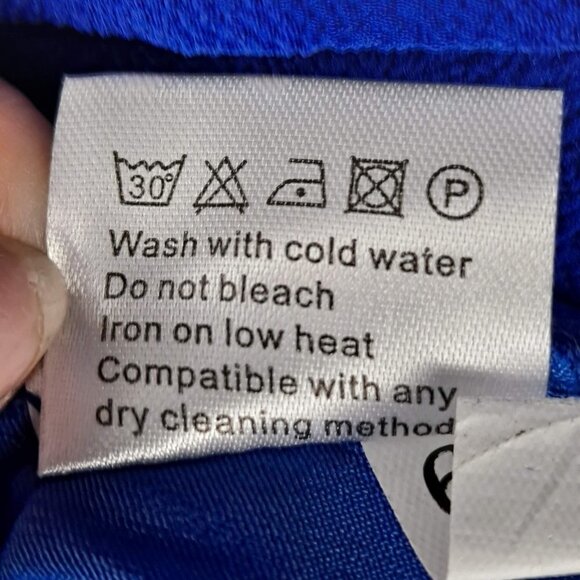 30°
P
Wash with cold water
Do not bleach
Iron on low heat
Compatible with any
dry cleaning method